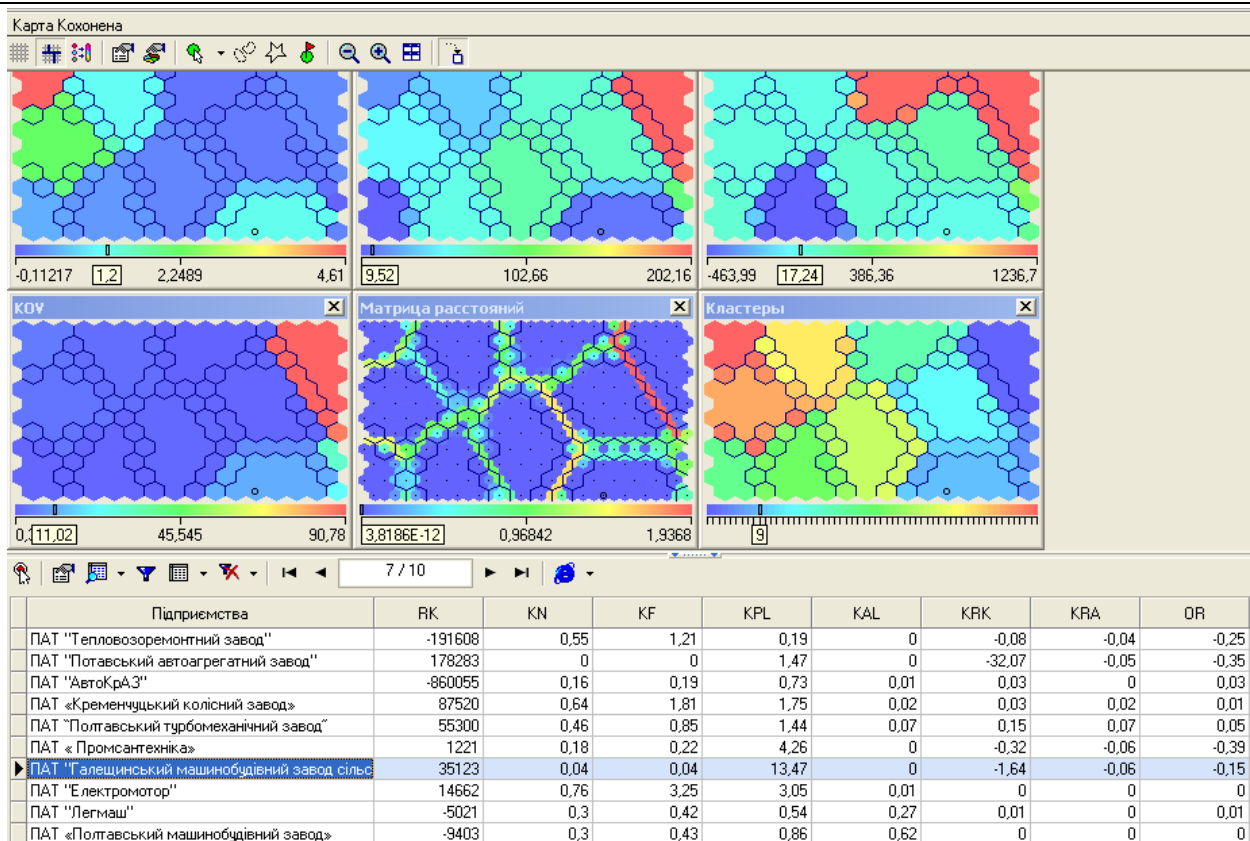 Карта Кохонена
-0,11217 1,2 2,2489 4,61
9,52 102,66 202,16
-463,99 17,24 386,36 1236,7
KOV
Матрица расстояний
Кластеры
11,02 45,545 90,78
3,8186E-12 0,96842 1,9368
9
7 / 10
Підприємства RK KN KF KPL KAL KRK KRA OR
ПАТ "Тепловозоремонтний завод" -191608 0,55 1,21 0,19 0 -0,08 -0,04 -0,25
ПАТ "Потавський автоагрегатний завод" 178283 0 0 1,47 0 -32,07 -0,05 -0,35
ПАТ "АвтоКрАЗ" -860055 0,16 0,19 0,73 0,01 0,03 0 0,03
ПАТ «Кременчуцький колісний завод» 87520 0,64 1,81 1,75 0,02 0,03 0,02 0,01
ПАТ "Полтавський турбомеханічний завод" 55300 0,46 0,85 1,44 0,07 0,15 0,07 0,05
ПАТ « Промсантехніка» 1221 0,18 0,22 4,26 0 -0,32 -0,06 -0,39
ПАТ "Галещинський машинобудівний завод сільс 35123 0,04 0,04 13,47 0 -1,64 -0,06 -0,15
ПАТ "Електромотор" 14662 0,76 3,25 3,05 0,01 0 0 0
ПАТ "Легмаш" -5021 0,3 0,42 0,54 0,27 0,01 0 0,01
ПАТ «Полтавський машинобудівний завод» -9403 0,3 0,43 0,86 0,62 0 0 0